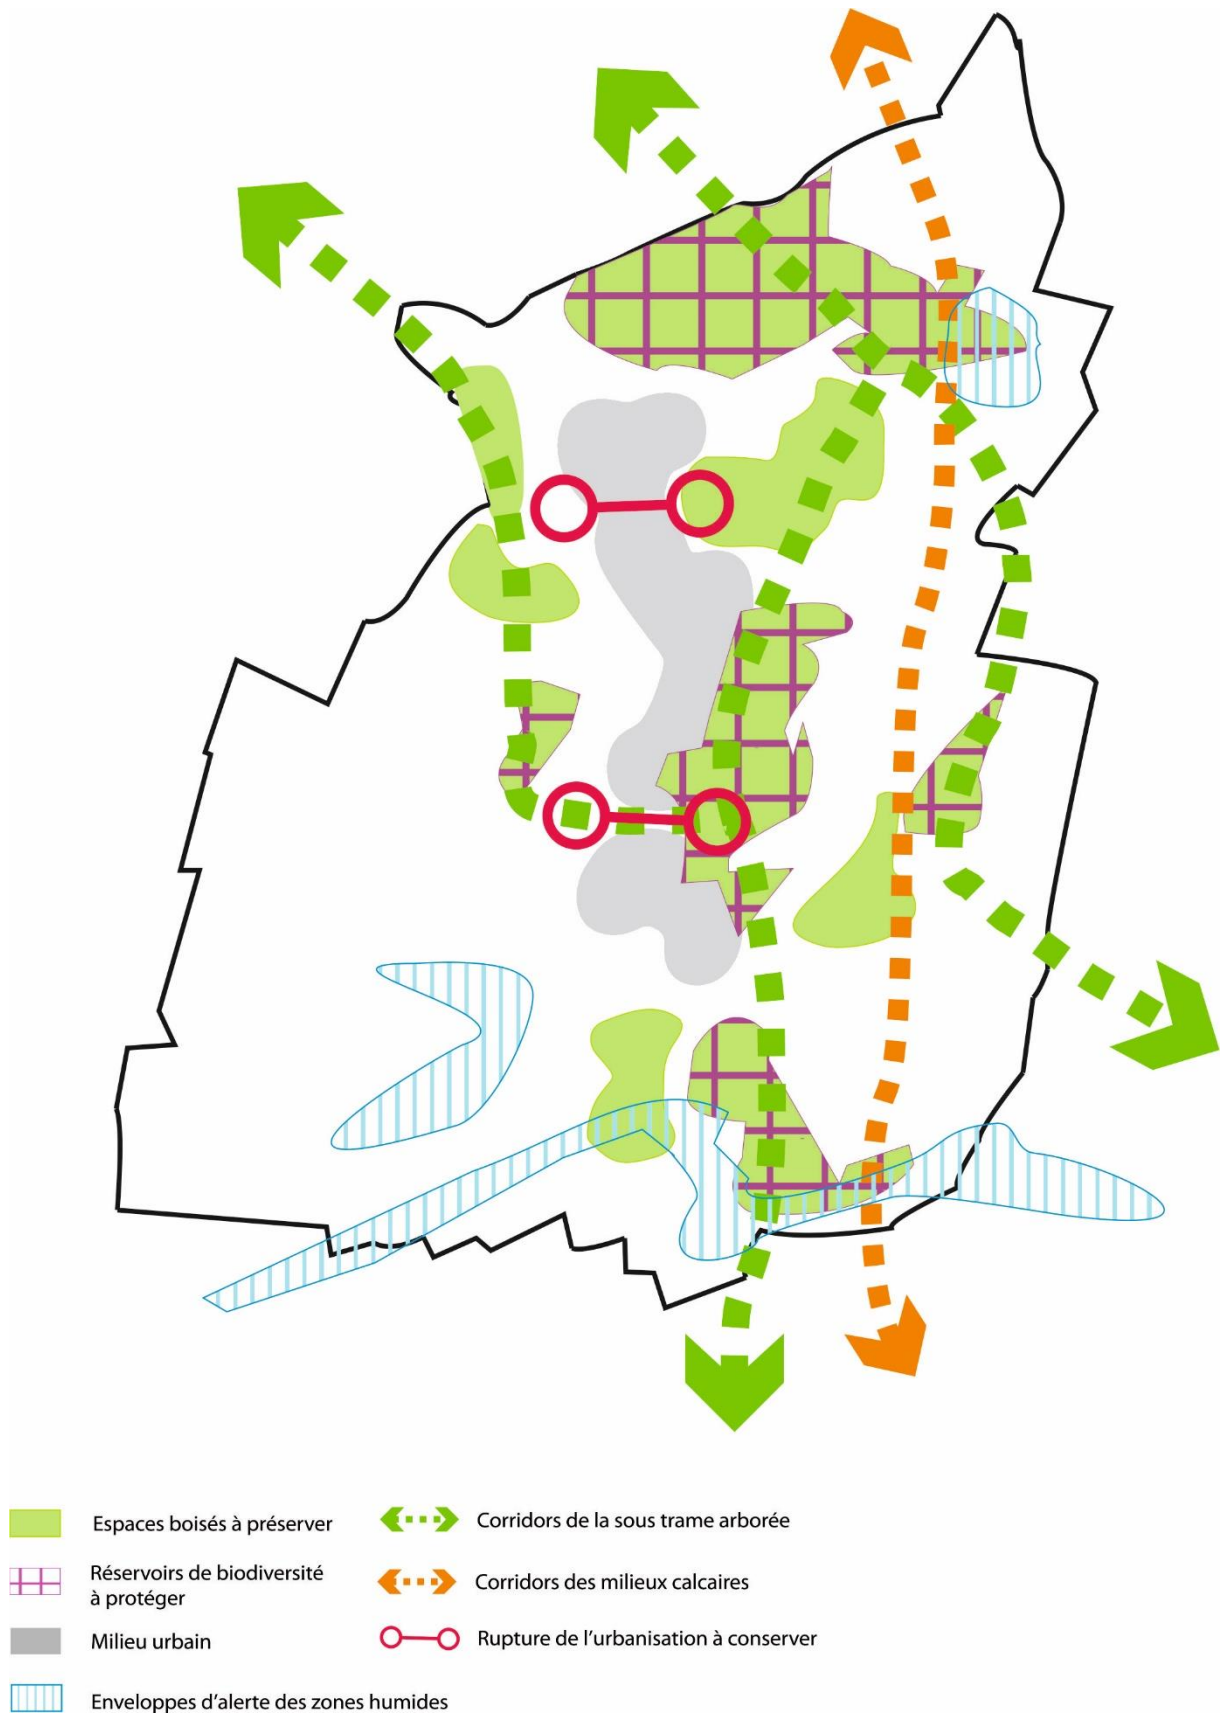 Espaces boisés à préserver
Réservoirs de biodiversité
à protéger
Milieu urbain
Enveloppes d'alerte des zones humides
Corridors de la sous trame arborée
Corridors des milieux calcaires
Rupture de l'urbanisation à conserver